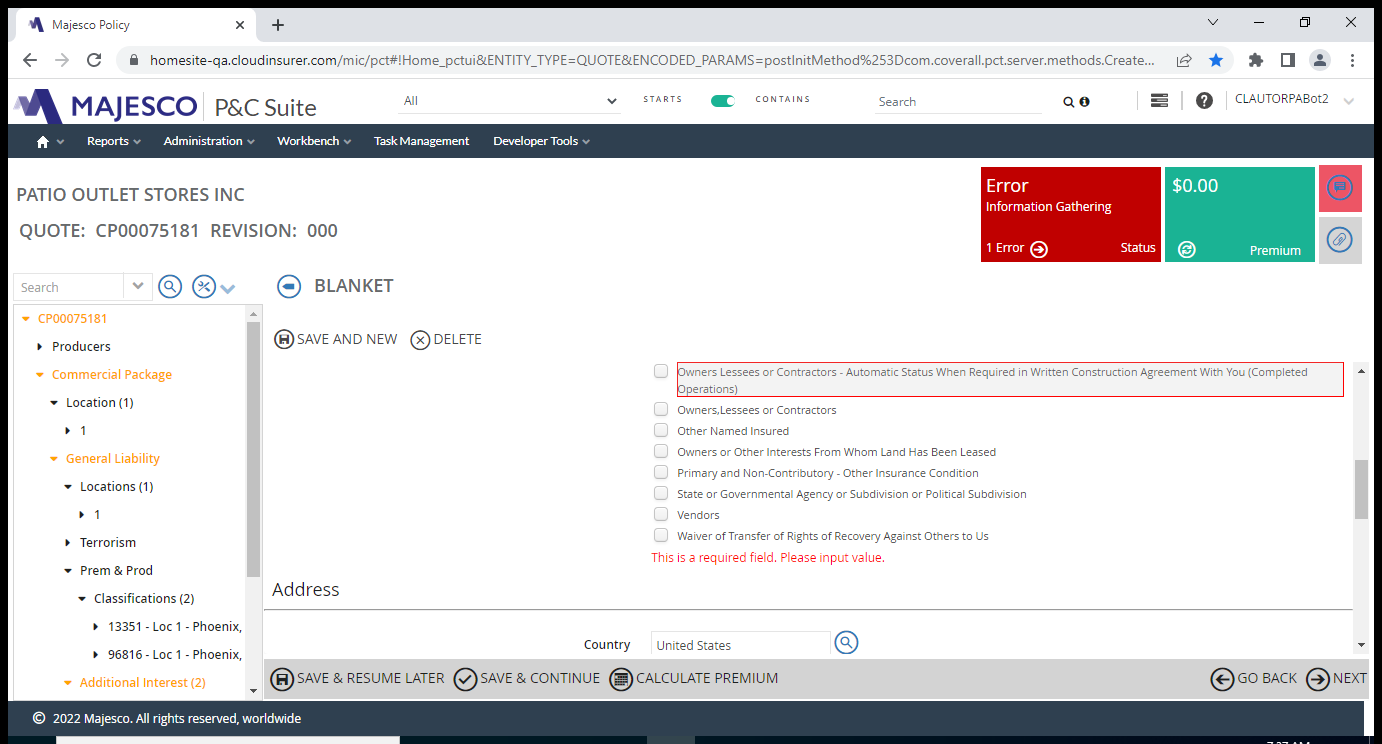 Majesco Policy
homesite-qa.cloudinsurer.com/mic/pct#!Home_pctui&ENTITY_TYPE=QUOTE&ENCODED_PARAMS=postInitMethod%253Dcom.coverall.pct.server.methods.Create...
MAJESCO P&C Suite
All
STARTS
CONTAINS
Search
CLAUTORPABot2
Reports
Administration
Workbench
Task Management
Developer Tools
PATIO OUTLET STORES INC
QUOTE: CP00075181 REVISION: 000
Error
Information Gathering
1 Error
Status
$0.00
Premium
Search
CP00075181
Producers
Commercial Package
Location (1)
1
General Liability
Locations (1)
1
Terrorism
Prem & Prod
Classifications (2)
13351 - Loc 1 - Phoenix,
96816 - Loc 1 - Phoenix,
Additional Interest (2)
BLANKET
SAVE AND NEW
DELETE
Owners Lessees or Contractors - Automatic Status When Required in Written Construction Agreement With You (Completed
Operations)
Owners,Lessees or Contractors
Other Named Insured
Owners or Other Interests From Whom Land Has Been Leased
Primary and Non-Contributory - Other Insurance Condition
State or Governmental Agency or Subdivision or Political Subdivision
Vendors
Waiver of Transfer of Rights of Recovery Against Others to Us
This is a required field. Please input value.
Address
Country
United States
SAVE & RESUME LATER
SAVE & CONTINUE
CALCULATE PREMIUM
GO BACK
NEXT
© 2022 Majesco. All rights reserved, worldwide